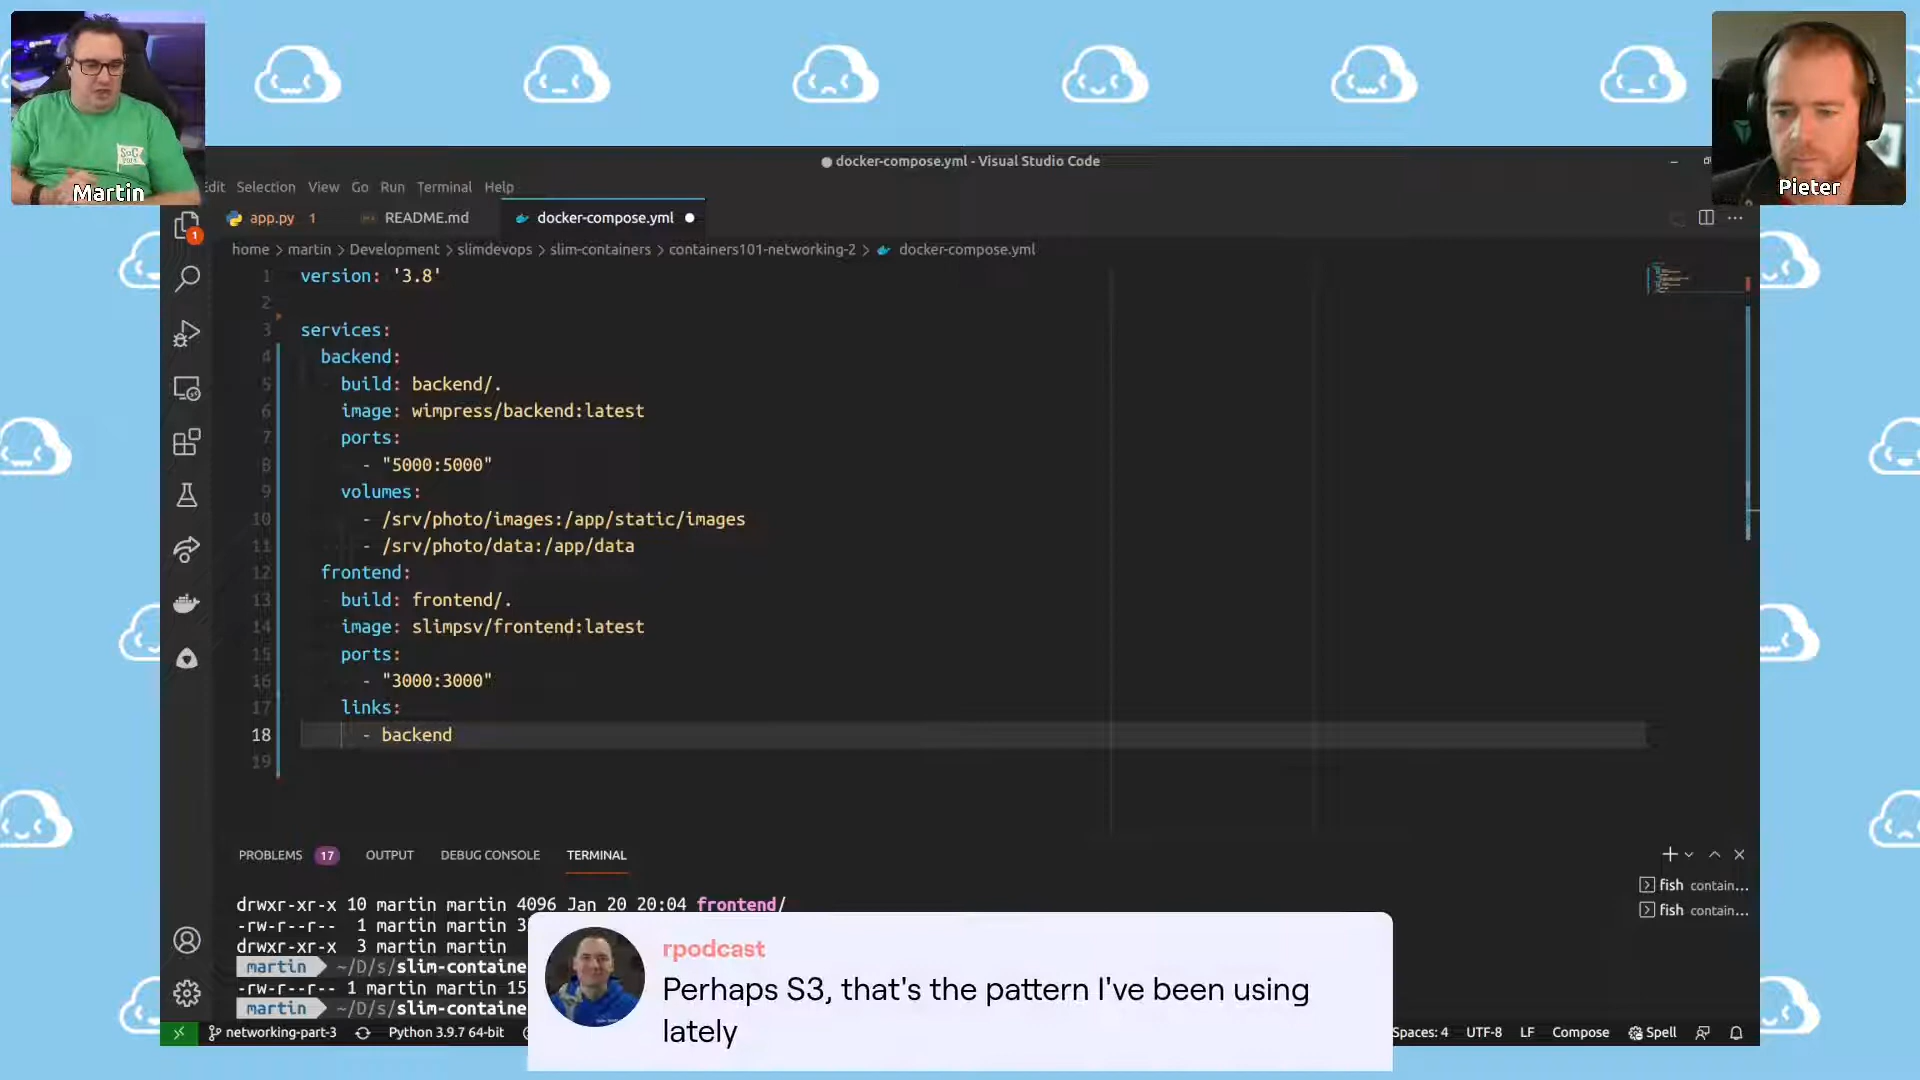 Martin
Pieter
docker-compose.yml - Visual Studio Code
Edit Selection View Go Run Terminal Help
app.py 1 README.md docker-compose.yml
1
home > martin > Development > slimdevops > slim-containers > containers101-networking-2 > docker-compose.yml
1 version: '3.8'
2
3 services:
4 backend:
5 build: backend/.
6 image: wimpress/backend:latest
7 ports:
8 - "5000:5000"
9 volumes:
10 - /srv/photo/images:/app/static/images
11 - /srv/photo/data:/app/data
12 frontend:
13 build: frontend/.
14 image: slimpsv/frontend:latest
15 ports:
16 - "3000:3000"
17 links:
18 - backend
19
PROBLEMS 17 OUTPUT DEBUG CONSOLE TERMINAL
fish contain...
fish contain...
drwxr-xr-x 10 martin martin 4096 Jan 20 20:04 frontend/
-rw-r--r-- 1 martin martin
drwxr-xr-x 3 martin martin
martin ~/D/s/slim-containe
-rw-r--r-- 1 martin martin 15
martin ~/D/s/slim-containe
rpodcast
Perhaps S3, that's the pattern I've been using
lately
networking-part-3 Python 3.9.7 64-bit Spaces: 4 UTF-8 LF Compose Spell